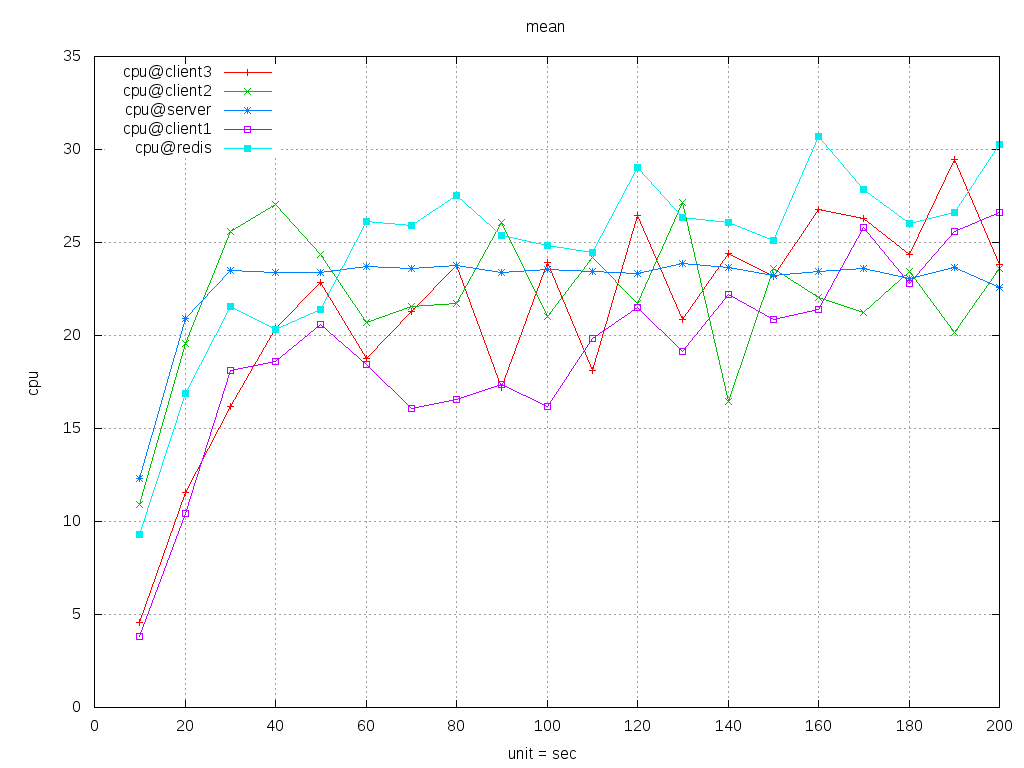 mean
35
30
25
20
15
10
5
0
cpu
cpu@client3
cpu@client2
cpu@server
cpu@client1
cpu@redis
0 20 40 60 80 100 120 140 160 180 200
unit = sec